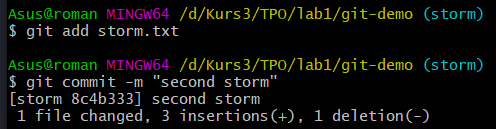 Asus@roman MINGW64 /d/Kurs3/TPO/lab1/git-demo (storm)
$ git add storm.txt
Asus@roman MINGW64 /d/Kurs3/TPO/lab1/git-demo (storm)
$ git commit -m "second storm"
[storm 8c4b333] second storm
 1 file changed, 3 insertions(+), 1 deletion(-)